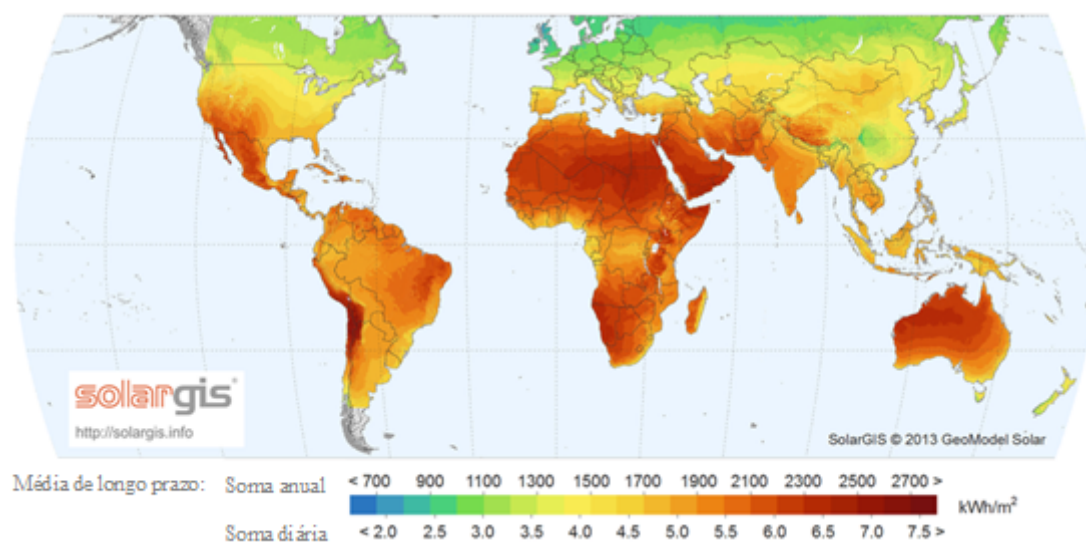 solargis
http://solargis.info
SolarGIS © 2013 GeoModel Solar
Média de longo prazo: Soma anual < 700 900 1100 1300 1500 1700 1900 2100 2300 2500 2700 > kWh/m²
Soma diária < 2.0 2.5 3.0 3.5 4.0 4.5 5.0 5.5 6.0 6.5 7.0 7.5 >